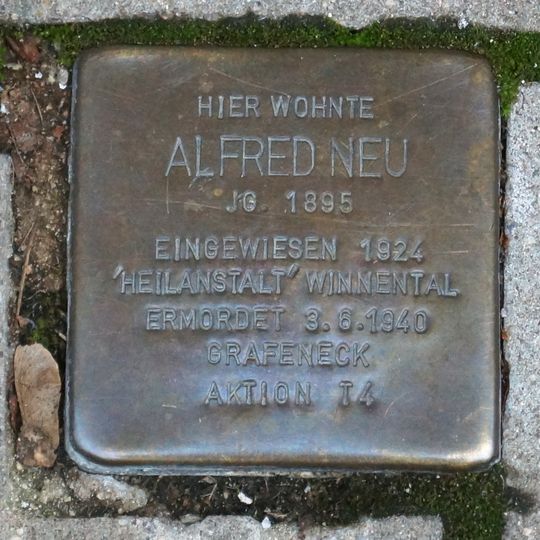 HIER WOHNTE
ALFRED NEU
JG. 1895
EINGEWIESEN 1924
'HEILANSTALT' WINNENTAL
ERMORDET 3.6.1940
GRAFENECK
AKTION T4